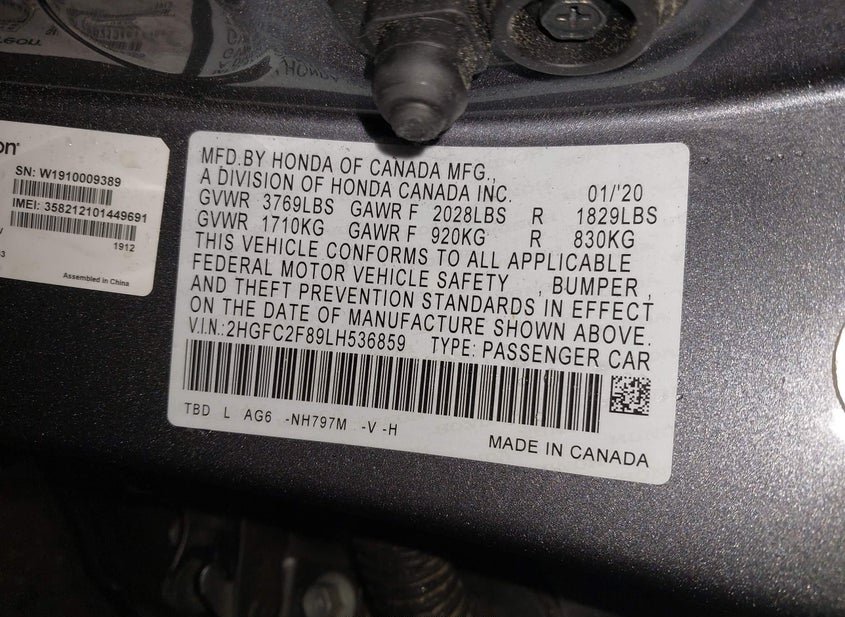 SN: W1910009389
IMEI: 358212101449691
1912
Assembled in China
MFD.BY HONDA OF CANADA MFG.,
A DIVISION OF HONDA CANADA INC. 01/'20
GVWR 3769LBS GAWR F 2028LBS R 1829LBS
GVWR 1710KG GAWR F 920KG R 830KG
THIS VEHICLE CONFORMS TO ALL APPLICABLE
FEDERAL MOTOR VEHICLE SAFETY , BUMPER ,
AND THEFT PREVENTION STANDARDS IN EFFECT
ON THE DATE OF MANUFACTURE SHOWN ABOVE.
V.I.N.: 2HGFC2F89LH536859 TYPE: PASSENGER CAR
TBD L AG6 -NH797M -V -H
MADE IN CANADA